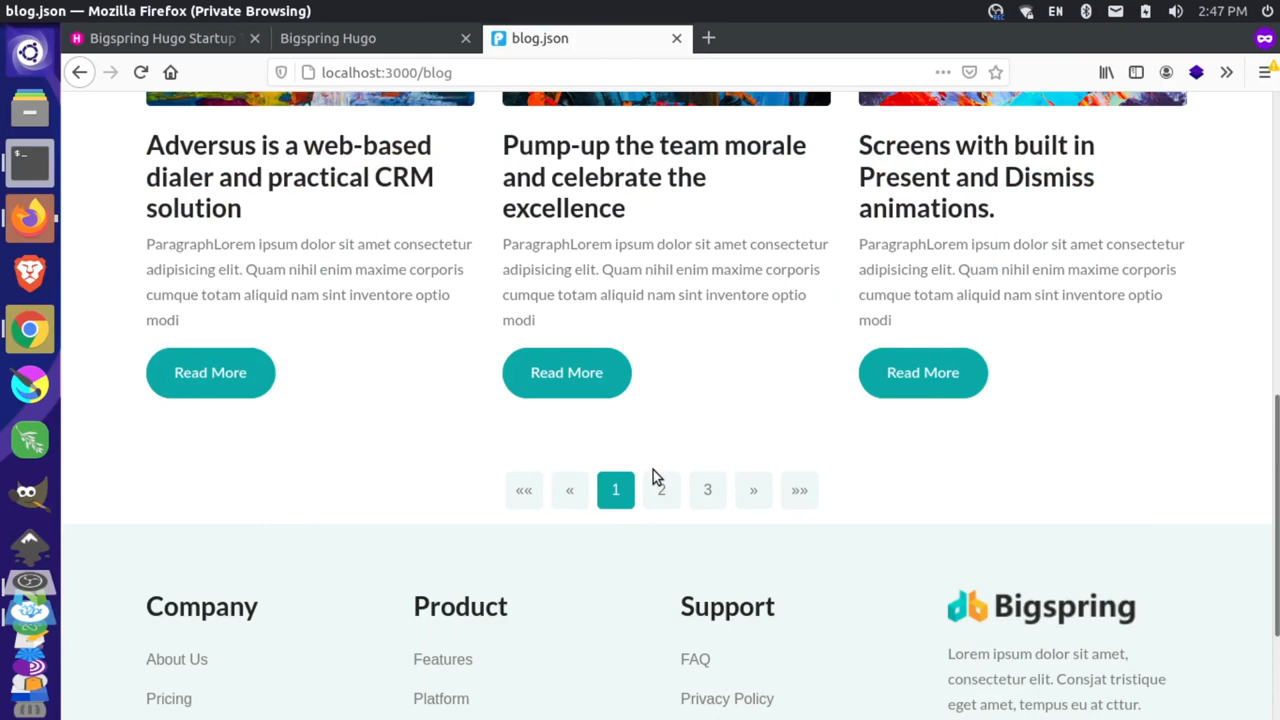 blog.json — Mozilla Firefox (Private Browsing)
EN
2:47 PM
Bigspring Hugo Startup T
Bigspring Hugo
blog.json
localhost:3000/blog
Adversus is a web-based
dialer and practical CRM
solution
ParagraphLorem ipsum dolor sit amet consectetur
adipisicing elit. Quam nihil enim maxime corporis
cumque totam aliquid nam sint inventore optio
modi
Read More
Pump-up the team morale
and celebrate the
excellence
ParagraphLorem ipsum dolor sit amet consectetur
adipisicing elit. Quam nihil enim maxime corporis
cumque totam aliquid nam sint inventore optio
modi
Read More
Screens with built in
Present and Dismiss
animations.
ParagraphLorem ipsum dolor sit amet consectetur
adipisicing elit. Quam nihil enim maxime corporis
cumque totam aliquid nam sint inventore optio
modi
Read More
«« « 1 2 3 » »»
Company
About Us
Pricing
Product
Features
Platform
Support
FAQ
Privacy Policy
Bigspring
Lorem ipsum dolor sit amet,
consectetur elit. Consjat tristique
eget amet, tempus eu at cttur.